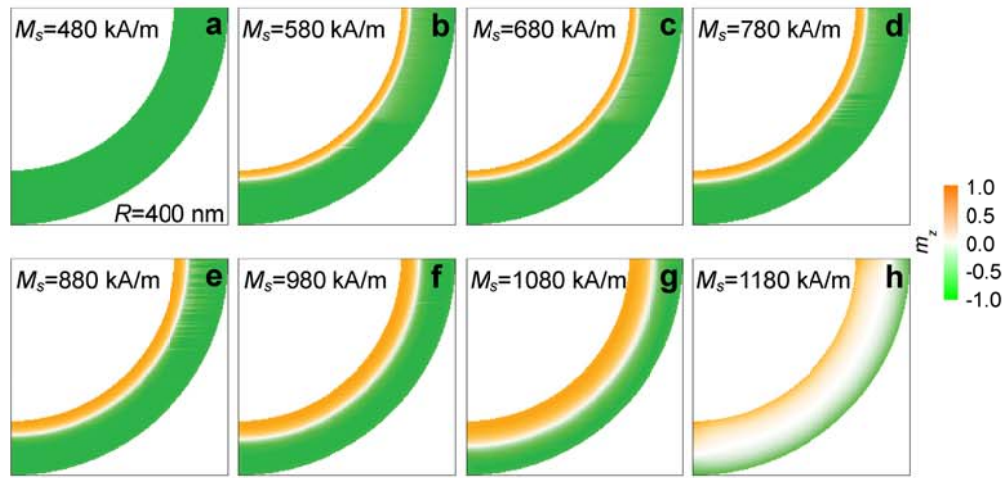 Mₛ=480 kA/m a
Mₛ=580 kA/m b
Mₛ=680 kA/m c
Mₛ=780 kA/m d
R=400 nm
Mₛ=880 kA/m e
Mₛ=980 kA/m f
Mₛ=1080 kA/m g
Mₛ=1180 kA/m h
m_z
1.0
0.5
0.0
-0.5
-1.0